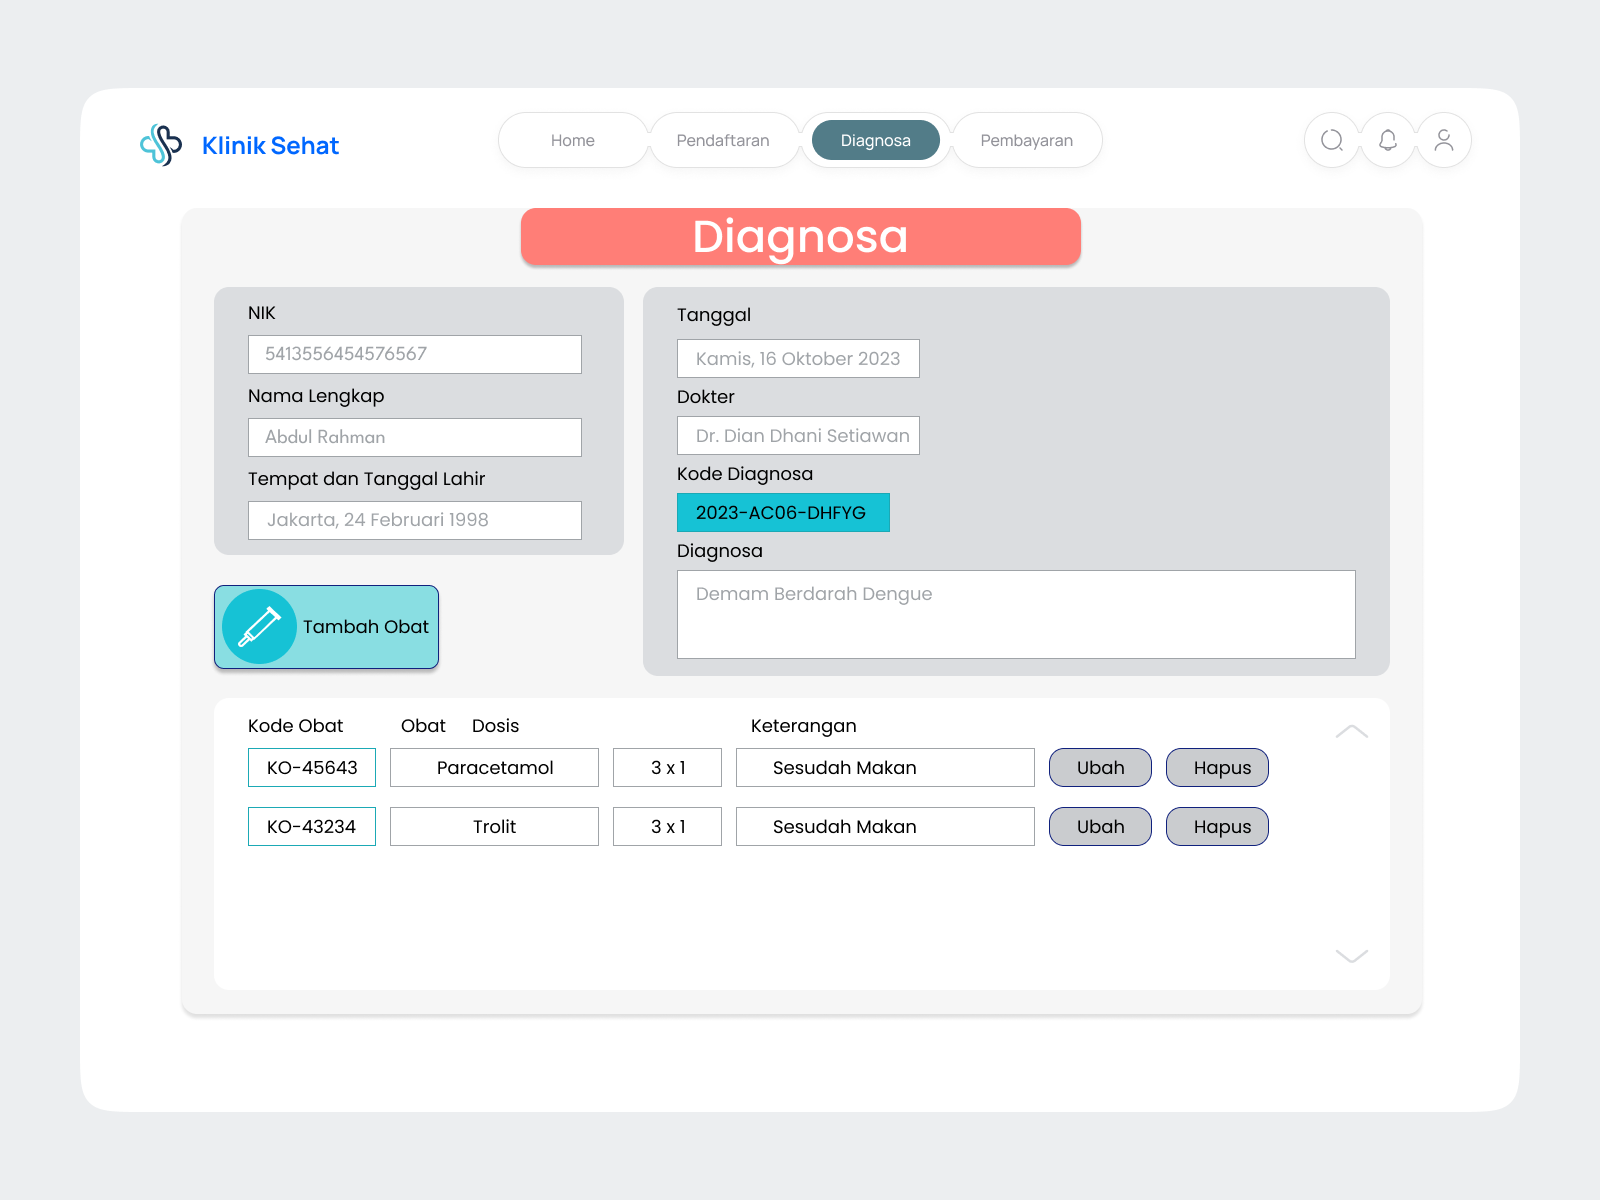 Klinik Sehat
Home
Pendaftaran
Diagnosa
Pembayaran
Diagnosa
NIK
5413556454576567
Nama Lengkap
Abdul Rahman
Tempat dan Tanggal Lahir
Jakarta, 24 Februari 1998
Tambah Obat
Tanggal
Kamis, 16 Oktober 2023
Dokter
Dr. Dian Dhani Setiawan
Kode Diagnosa
2023-AC06-DHFYG
Diagnosa
Demam Berdarah Dengue
Kode Obat Obat Dosis Keterangan
KO-45643 Paracetamol 3 x 1 Sesudah Makan Ubah Hapus
KO-43234 Trolit 3 x 1 Sesudah Makan Ubah Hapus